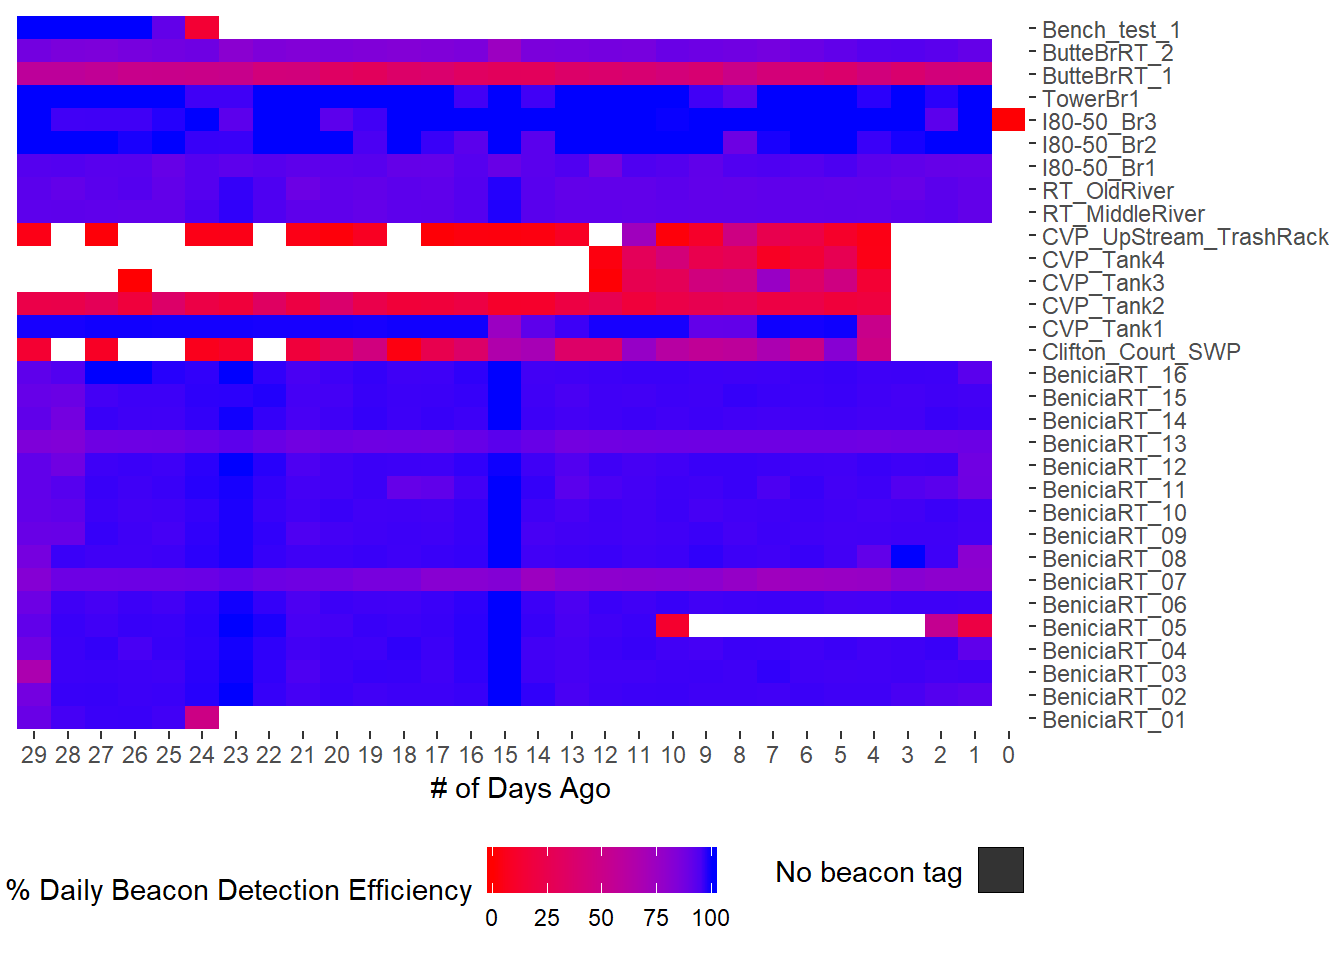 Bench_test_1
ButteBrRT_2
ButteBrRT_1
TowerBr1
I80-50_Br3
I80-50_Br2
I80-50_Br1
RT_OldRiver
RT_MiddleRiver
CVP_UpStream_TrashRack
CVP_Tank4
CVP_Tank3
CVP_Tank2
CVP_Tank1
Clifton_Court_SWP
BeniciaRT_16
BeniciaRT_15
BeniciaRT_14
BeniciaRT_13
BeniciaRT_12
BeniciaRT_11
BeniciaRT_10
BeniciaRT_09
BeniciaRT_08
BeniciaRT_07
BeniciaRT_06
BeniciaRT_05
BeniciaRT_04
BeniciaRT_03
BeniciaRT_02
BeniciaRT_01
29 28 27 26 25 24 23 22 21 20 19 18 17 16 15 14 13 12 11 10 9 8 7 6 5 4 3 2 1 0
# of Days Ago
% Daily Beacon Detection Efficiency
0 25 50 75 100
No beacon tag